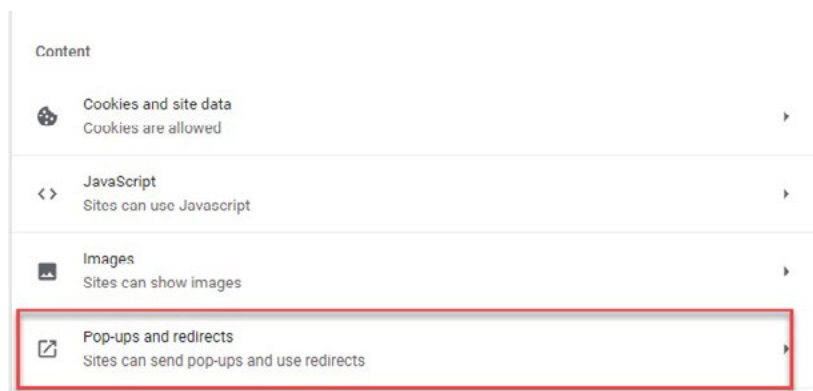 Content
Cookies and site data
Cookies are allowed
JavaScript
Sites can use Javascript
Images
Sites can show images
Pop-ups and redirects
Sites can send pop-ups and use redirects